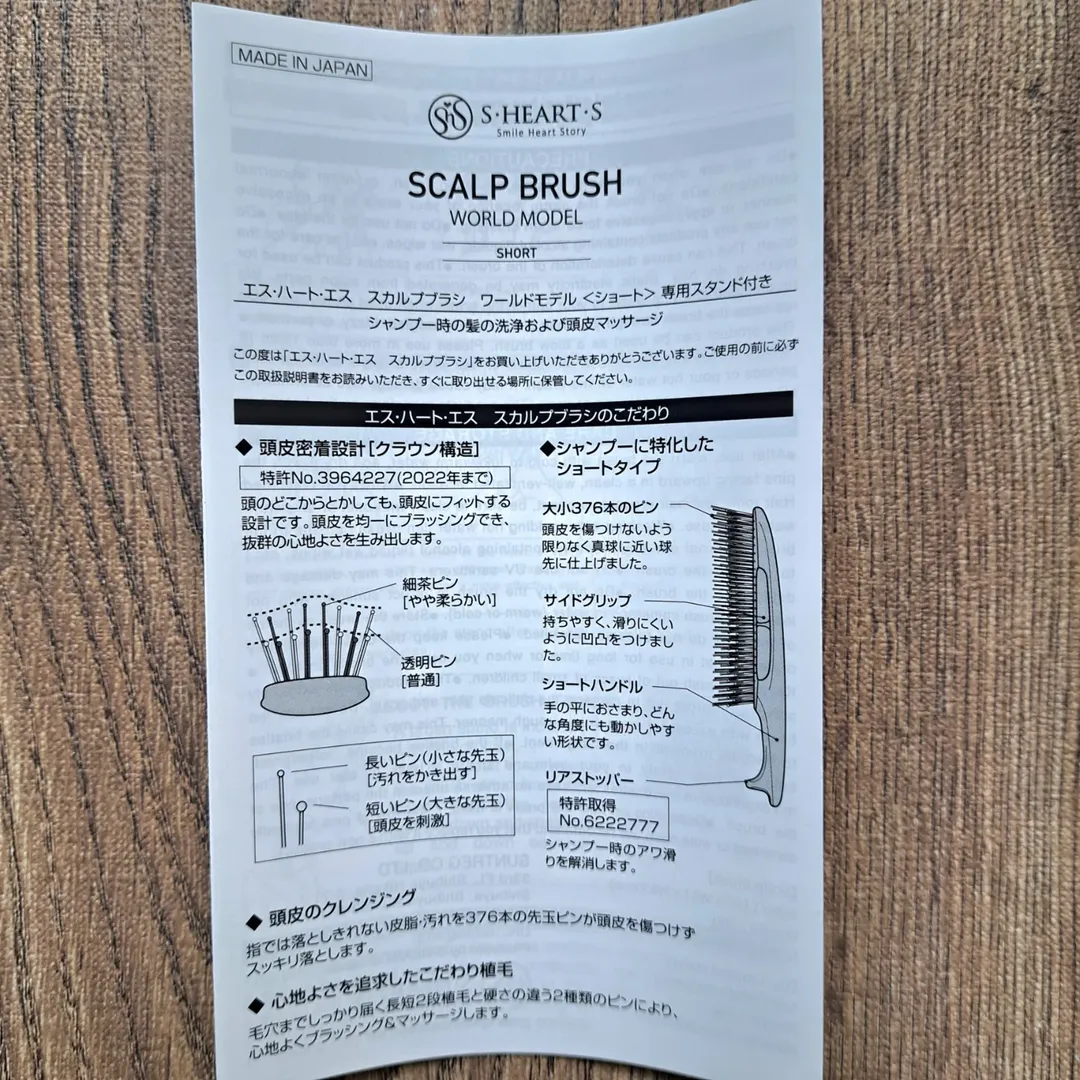 MADE IN JAPAN
S·HEART·S
Smile Heart Story
SCALP BRUSH
WORLD MODEL
SHORT
エス・ハート・エス スカルプブラシ ワールドモデル <ショート> 専用スタンド付き
シャンプー時の髪の洗浄および頭皮マッサージ
この度は「エス・ハート・エス スカルプブラシ」をお買い上げいただきありがとうございます。ご使用の前に必ず
この取扱説明書をお読みいただき、すぐに取り出せる場所に保管してください。
エス・ハート・エス スカルプブラシのこだわり
◆ 頭皮密着設計[クラウン構造]
特許No.3964227(2022年まで)
頭のどこからとかしても、頭皮にフィットする
設計です。頭皮を均一にブラッシングでき、
抜群の心地よさを生み出します。
細茶ピン
[やや柔らかい]
透明ピン
[普通]
長いピン(小さな先玉)
[汚れをかき出す]
短いピン(大きな先玉)
[頭皮を刺激]
◆シャンプーに特化した
ショートタイプ
大小376本のピン
頭皮を傷つけないよう
限りなく真球に近い球
先に仕上げました。
サイドグリップ
持ちやすく、滑りにくい
ように凹凸をつけまし
た。
ショートハンドル
手の平におさまり、どん
な角度にも動かしやす
い形状です。
リアストッパー
特許取得
No.6222777
シャンプー時のアワ滑
りを解消します。
◆ 頭皮のクレンジング
指では落としきれない皮脂・汚れを376本の先玉ピンが頭皮を傷つけず
スッキリ落とします。
◆ 心地よさを追求したこだわり植毛
毛穴までしっかり届く長短2段植毛と硬さの違う2種類のピンにより、
心地よくブラッシング&マッサージします。